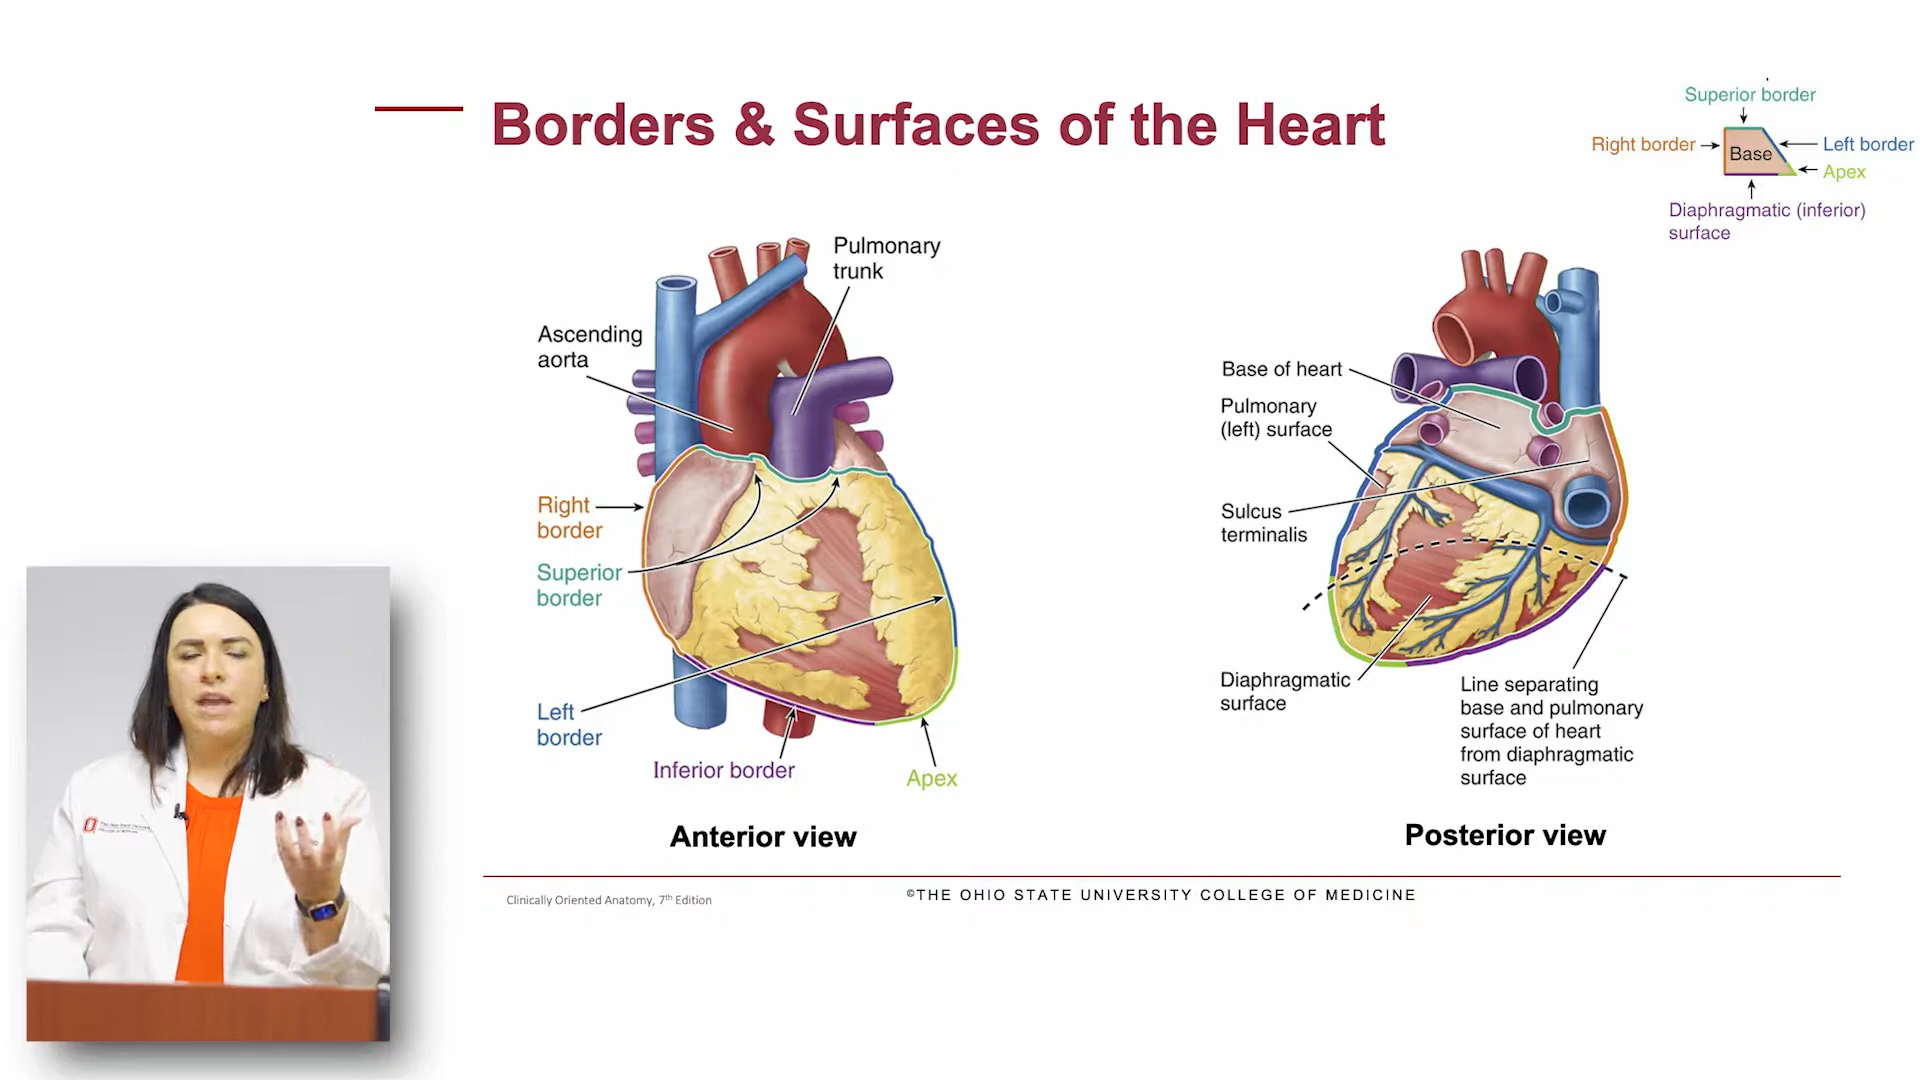 Borders & Surfaces of the Heart
Superior border
Right border
Base
Left border
Apex
Diaphragmatic (inferior)
surface
Pulmonary
trunk
Ascending
aorta
Right
border
Superior
border
Left
border
Inferior border
Apex
Anterior view
Base of heart
Pulmonary
(left) surface
Sulcus
terminalis
Diaphragmatic
surface
Line separating
base and pulmonary
surface of heart
from diaphragmatic
surface
Posterior view
Clinically Oriented Anatomy, 7th Edition
©THE OHIO STATE UNIVERSITY COLLEGE OF MEDICINE